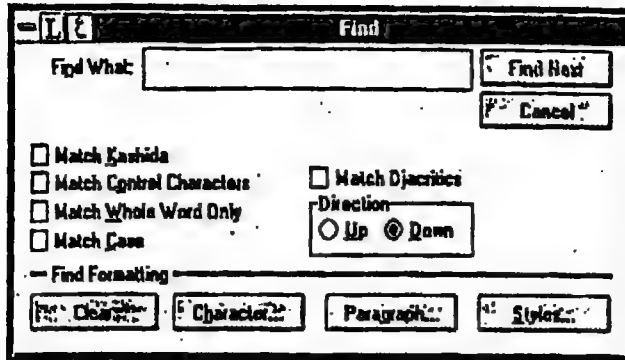 Find
Find What:
Find Next
Cancel
Match Kashida
Match Control Characters
Match Whole Word Only
Match Case
Match Diacritics
Direction
Up Down
Find Formatting
Clear Character... Paragraph... Styles...